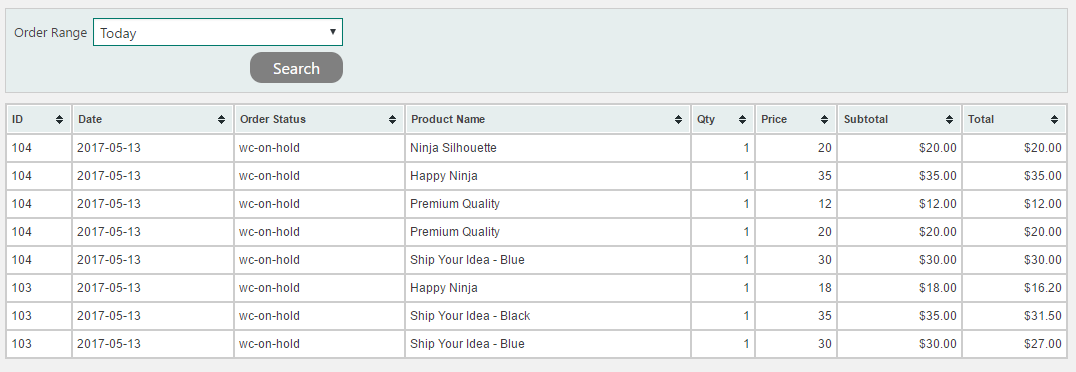 Order Range Today
Search
ID Date Order Status Product Name Qty Price Subtotal Total
104 2017-05-13 wc-on-hold Ninja Silhouette 1 20 $20.00 $20.00
104 2017-05-13 wc-on-hold Happy Ninja 1 35 $35.00 $35.00
104 2017-05-13 wc-on-hold Premium Quality 1 12 $12.00 $12.00
104 2017-05-13 wc-on-hold Premium Quality 1 20 $20.00 $20.00
104 2017-05-13 wc-on-hold Ship Your Idea - Blue 1 30 $30.00 $30.00
103 2017-05-13 wc-on-hold Happy Ninja 1 18 $18.00 $16.20
103 2017-05-13 wc-on-hold Ship Your Idea - Black 1 35 $35.00 $31.50
103 2017-05-13 wc-on-hold Ship Your Idea - Blue 1 30 $30.00 $27.00